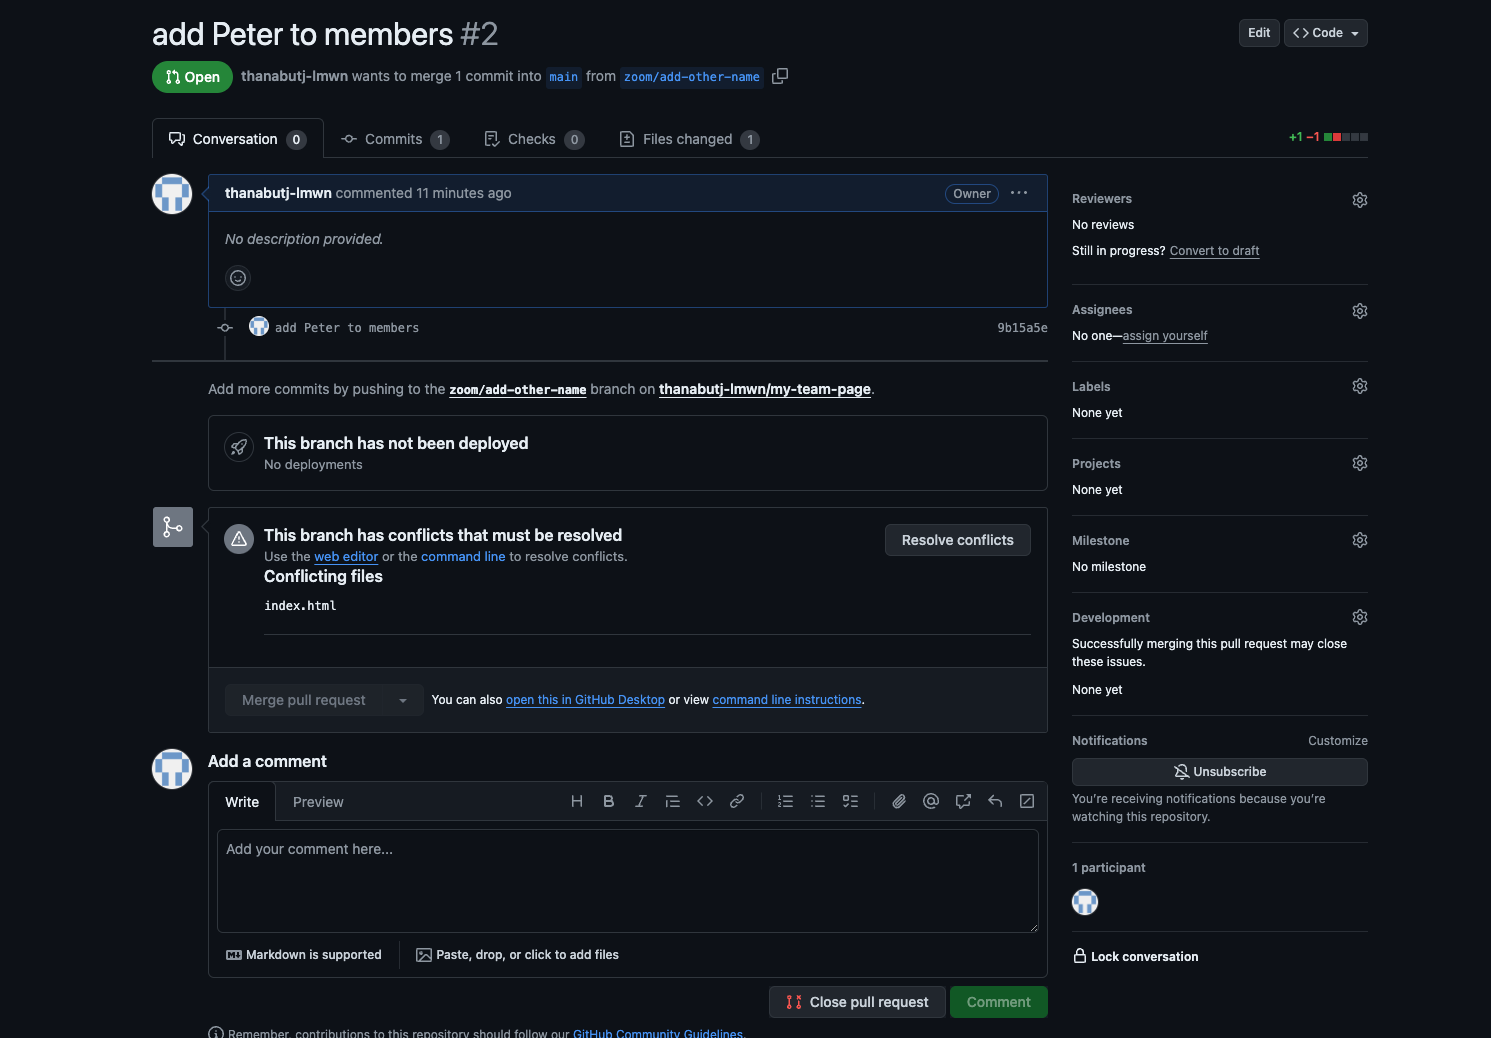 add Peter to members #2
Edit
Code
Open
thanabutj-lmwn wants to merge 1 commit into main from zoom/add-other-name
Conversation 0
Commits 1
Checks 0
Files changed 1
+1 −1
thanabutj-lmwn commented 11 minutes ago
Owner
No description provided.
add Peter to members
9b15a5e
Add more commits by pushing to the zoom/add-other-name branch on thanabutj-lmwn/my-team-page.
This branch has not been deployed
No deployments
This branch has conflicts that must be resolved
Use the web editor or the command line to resolve conflicts.
Conflicting files
index.html
Resolve conflicts
Merge pull request
You can also open this in GitHub Desktop or view command line instructions.
Add a comment
Write
Preview
Add your comment here...
Markdown is supported
Paste, drop, or click to add files
Close pull request
Comment
Remember, contributions to this repository should follow our GitHub Community Guidelines.
Reviewers
No reviews
Still in progress? Convert to draft
Assignees
No one—assign yourself
Labels
None yet
Projects
None yet
Milestone
No milestone
Development
Successfully merging this pull request may close
these issues.
None yet
Notifications
Customize
Unsubscribe
You're receiving notifications because you're
watching this repository.
1 participant
Lock conversation